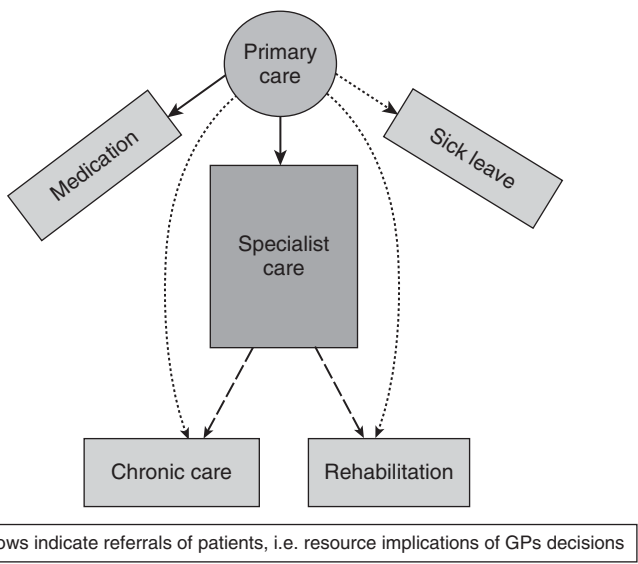 Primary
care
Medication
Sick leave
Specialist
care
Chronic care
Rehabilitation
indicate referrals of patients, i.e. resource implications of GPs decisions